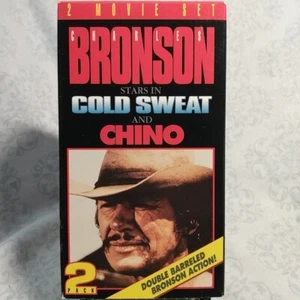 2 MOVIE SET
CHARLES
BRONSON
STARS IN
COLD SWEAT
AND
CHINO
DOUBLE BARRELED
BRONSON ACTION!
2
PACK